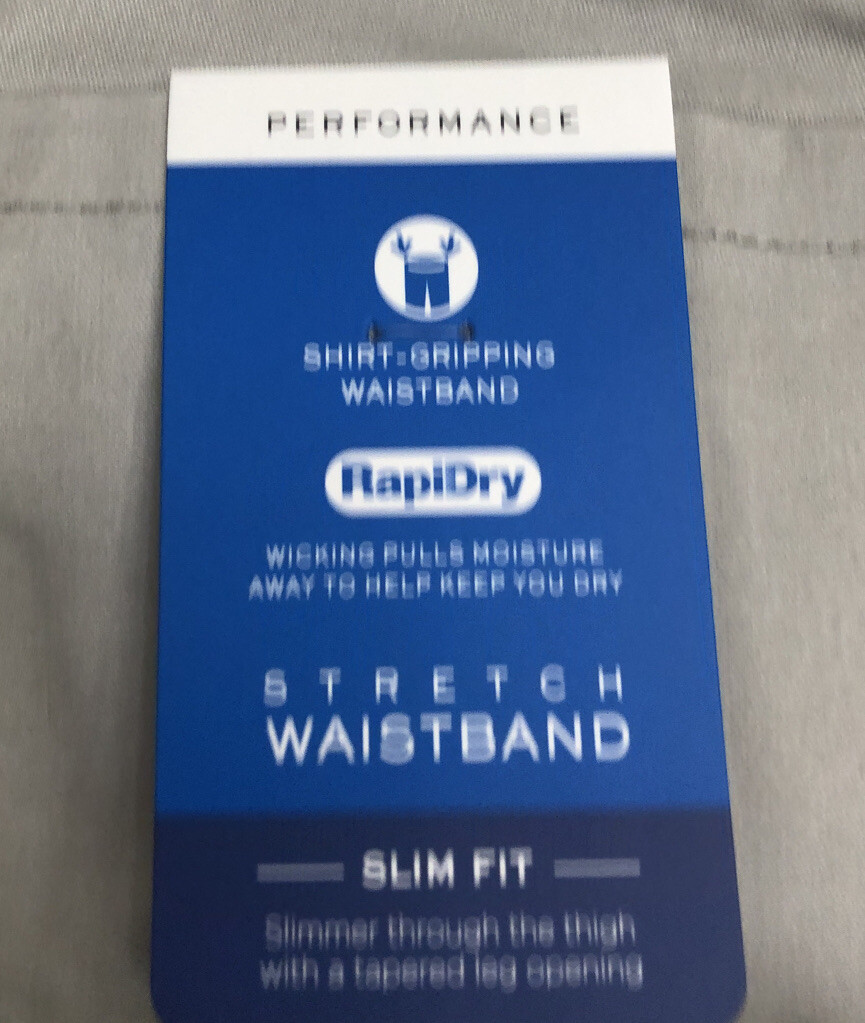 PERFORMANCE
SHIRT-GRIPPING
WAISTBAND
RapiDry
WICKING PULLS MOISTURE
AWAY TO HELP KEEP YOU DRY
STRETCH
WAISTBAND
SLIM FIT
Slimmer through the thigh
with a tapered leg opening